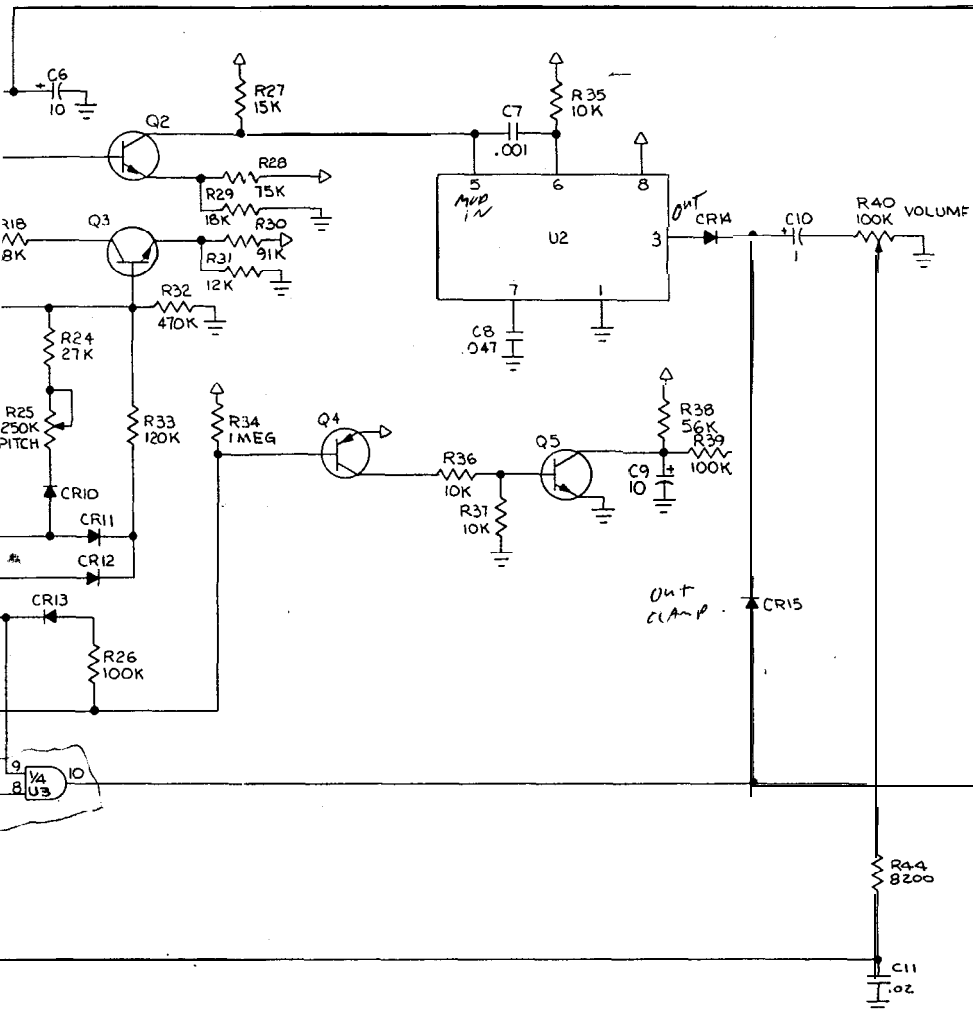 C6
+
10
R27
15K
Q2
R28
75K
R29
18K
Q3
R18
8K
R30
91K
R31
12K
R32
470K
R24
27K
R25
250K
PITCH
R33
120K
CR10
CR11
CR12
CR13
R26
100K
9
8
1/4
U3
10
R34
1MEG
Q4
R36
10K
R37
10K
Q5
R38
56K
R39
100K
C9
+
10
C7
.001
R35
10K
5
6
8
MOD
IN
U2
OUT
3
7
1
C8
.047
CR14
C10
+
1
R40
100K
VOLUME
OUT
CLAMP
CR15
R44
8200
C11
.02